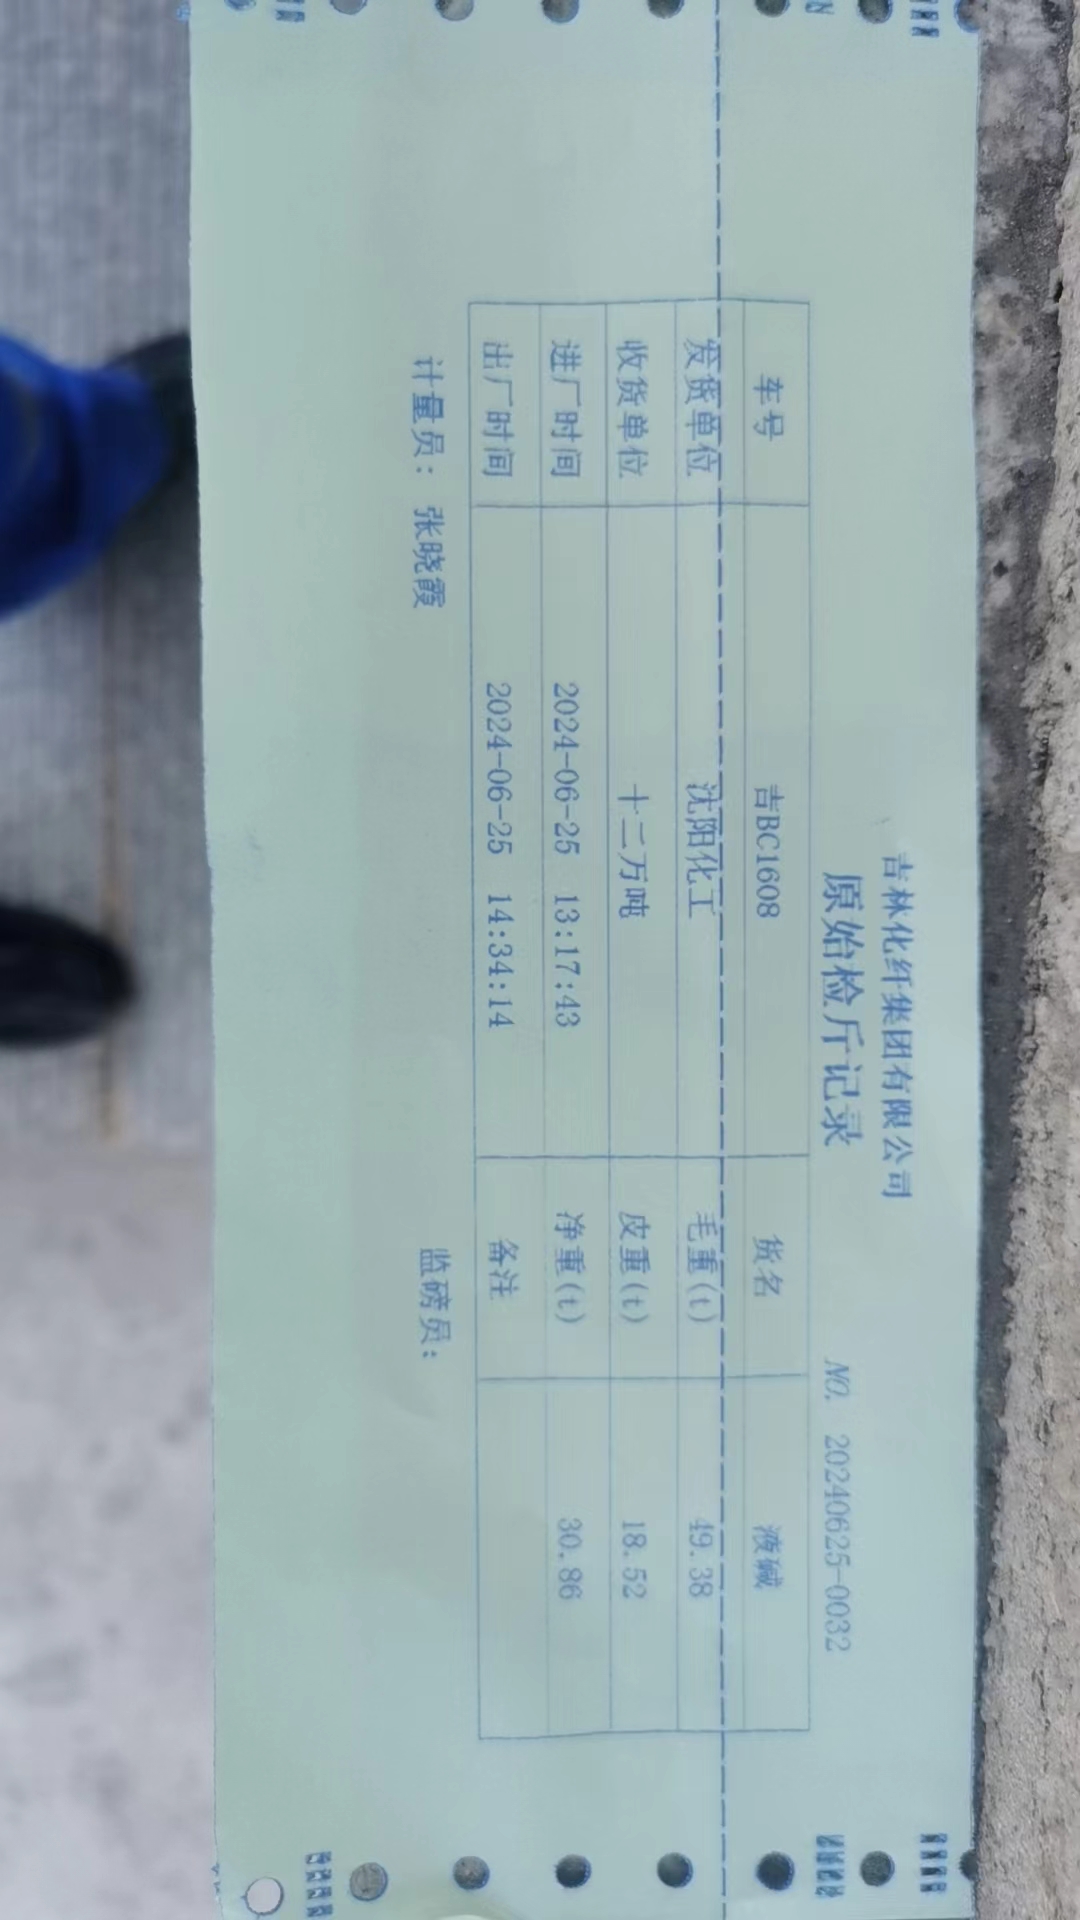 吉林化纤集团有限公司
原始检斤记录
NO. 20240625-0032
车号 吉BC1608 货名 液碱
发货单位 沈阳化工 毛重(t) 49.38
收货单位 十二万吨 皮重(t) 18.52
进厂时间 2024-06-25 13:17:43 净重(t) 30.86
出厂时间 2024-06-25 14:34:14 备注
计量员: 张晓霞 监磅员: